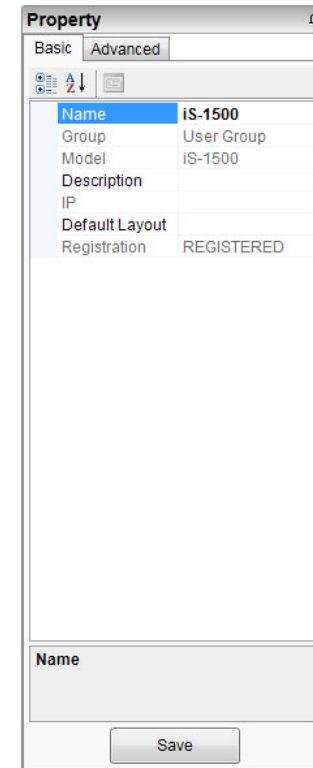 Property
Basic Advanced
Name iS-1500
Group User Group
Model iS-1500
Description
IP
Default Layout
Registration REGISTERED
Name
Save